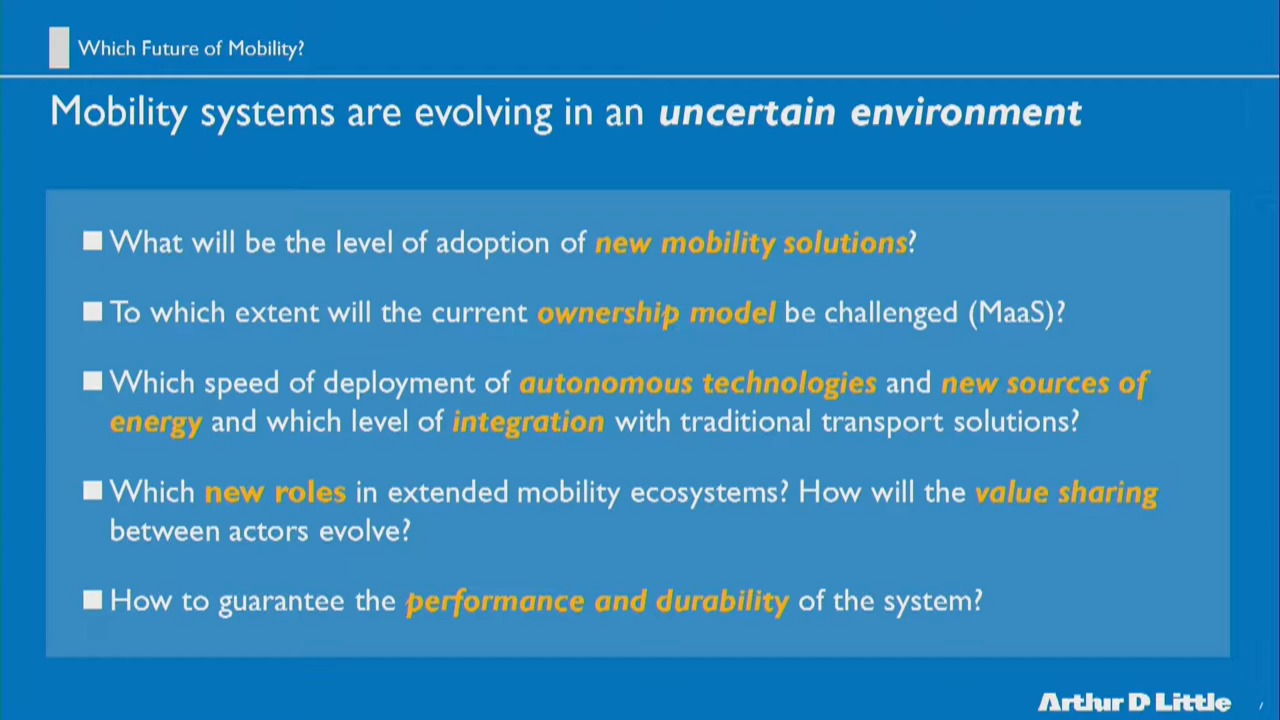 Which Future of Mobility?
Mobility systems are evolving in an uncertain environment
What will be the level of adoption of new mobility solutions?
To which extent will the current ownership model be challenged (MaaS)?
Which speed of deployment of autonomous technologies and new sources of
energy and which level of integration with traditional transport solutions?
Which new roles in extended mobility ecosystems? How will the value sharing
between actors evolve?
How to guarantee the performance and durability of the system?
Arthur D Little